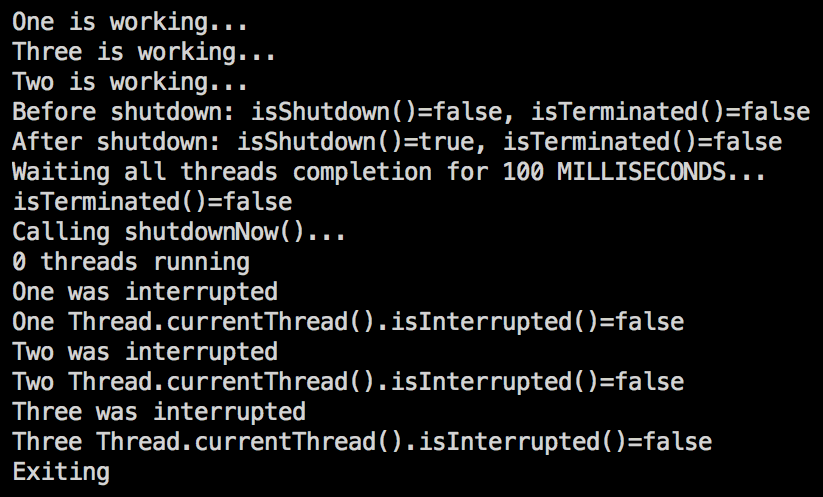 One is working...
Three is working...
Two is working...
Before shutdown: isShutdown()=false, isTerminated()=false
After shutdown: isShutdown()=true, isTerminated()=false
Waiting all threads completion for 100 MILLISECONDS...
isTerminated()=false
Calling shutdownNow()...
0 threads running
One was interrupted
One Thread.currentThread().isInterrupted()=false
Two was interrupted
Two Thread.currentThread().isInterrupted()=false
Three was interrupted
Three Thread.currentThread().isInterrupted()=false
Exiting